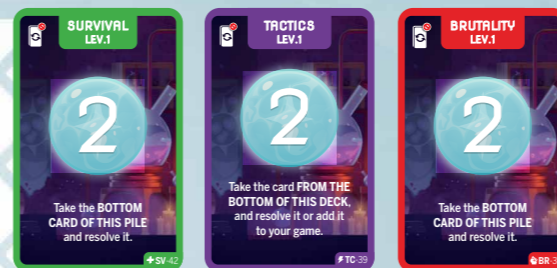 SURVIVAL
LEV.1
2
Take the BOTTOM
CARD OF THIS PILE
and resolve it.
SV-42
TACTICS
LEV.1
2
Take the card FROM THE
BOTTOM OF THIS DECK,
and resolve it or add it
to your game.
TC-39
BRUTALITY
LEV.1
2
Take the BOTTOM
CARD OF THIS PILE
and resolve it.